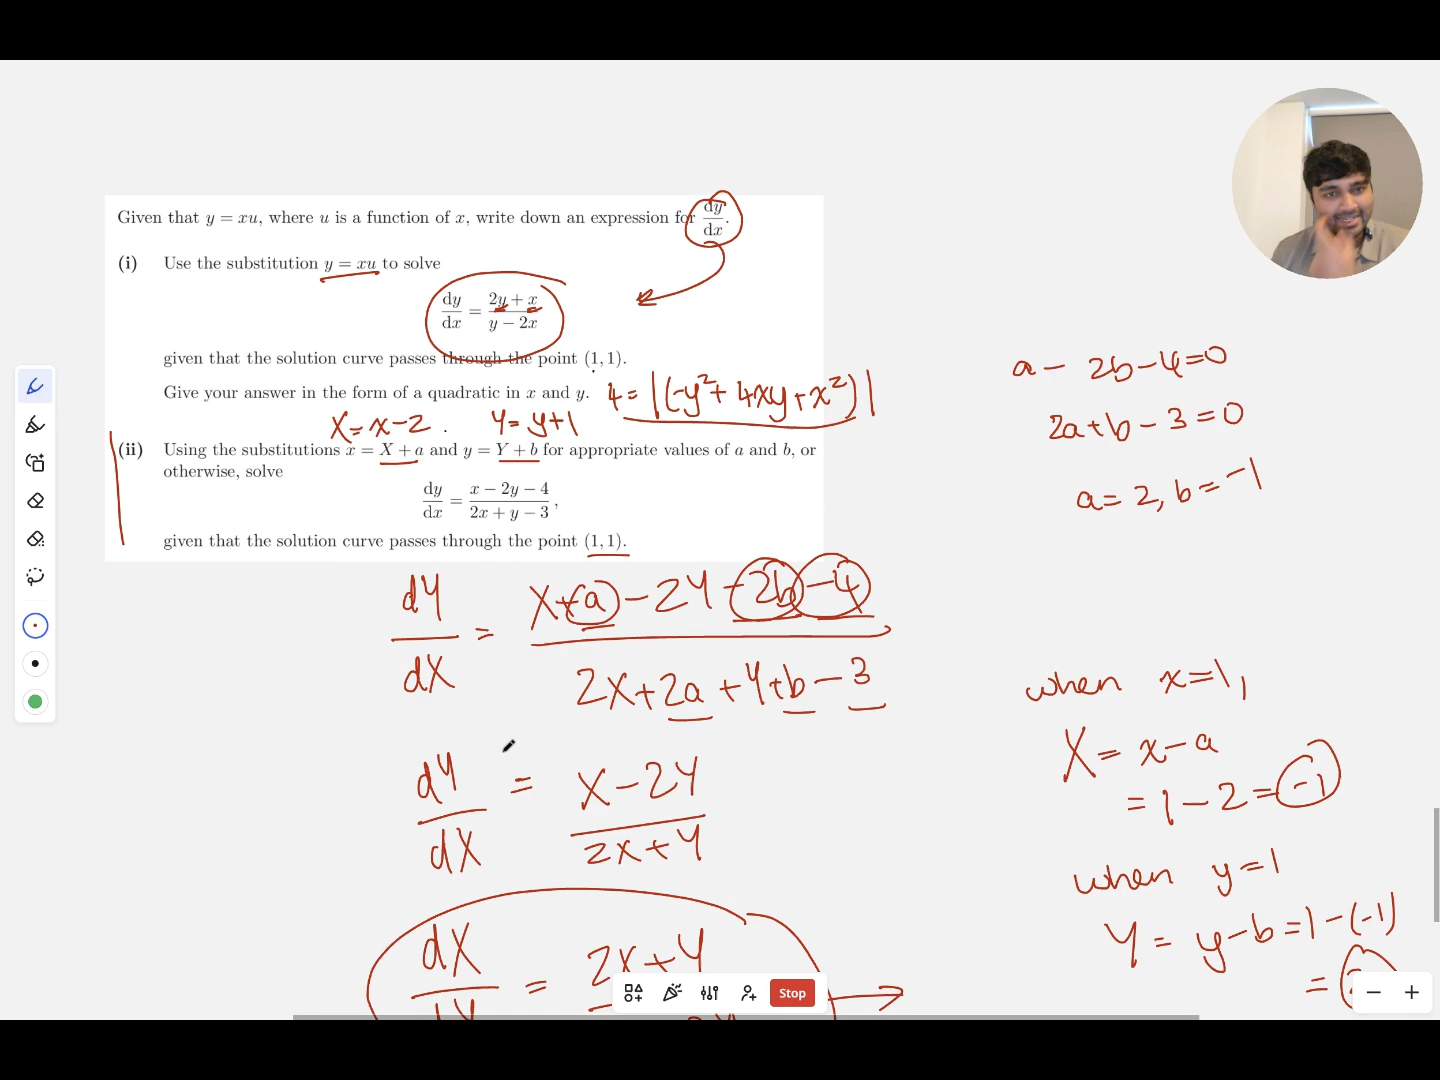 Given that y = xu, where u is a function of x, write down an expression for dy/dx.
(i) Use the substitution y = xu to solve
dy/dx = (2y + x)/(y − 2x)
given that the solution curve passes through the point (1, 1).
Give your answer in the form of a quadratic in x and y.
4 = |(-y² + 4xy + x²)|
X = x − 2. Y = y + 1
(ii) Using the substitutions x = X + a and y = Y + b for appropriate values of a and b, or
otherwise, solve
dy/dx = (x − 2y − 4)/(2x + y − 3),
given that the solution curve passes through the point (1, 1).
a − 2b − 4 = 0
2a + b − 3 = 0
a = 2, b = −1
dY/dX = (X + a − 2Y − 2b − 4)/(2X + 2a + Y + b − 3)
dY/dX = (X − 2Y)/(2X + Y)
dX
= 2X + Y
when x = 1,
X = x − a
= 1 − 2 = −1
when y = 1
Y = y − b = 1 − (−1)
=
Stop